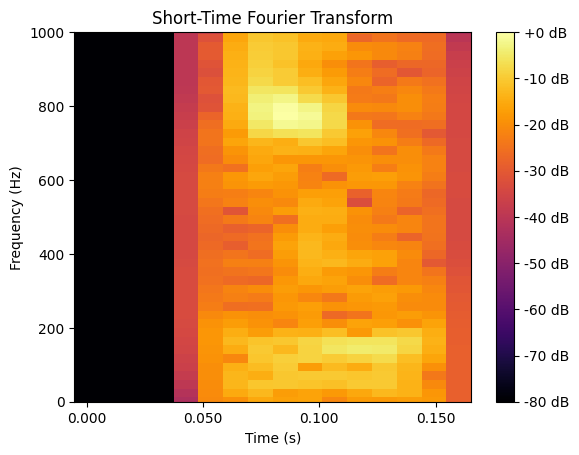 Short-Time Fourier Transform
1000
800
600
400
200
0
Frequency (Hz)
0.000
0.050
0.100
0.150
Time (s)
+0 dB
-10 dB
-20 dB
-30 dB
-40 dB
-50 dB
-60 dB
-70 dB
-80 dB